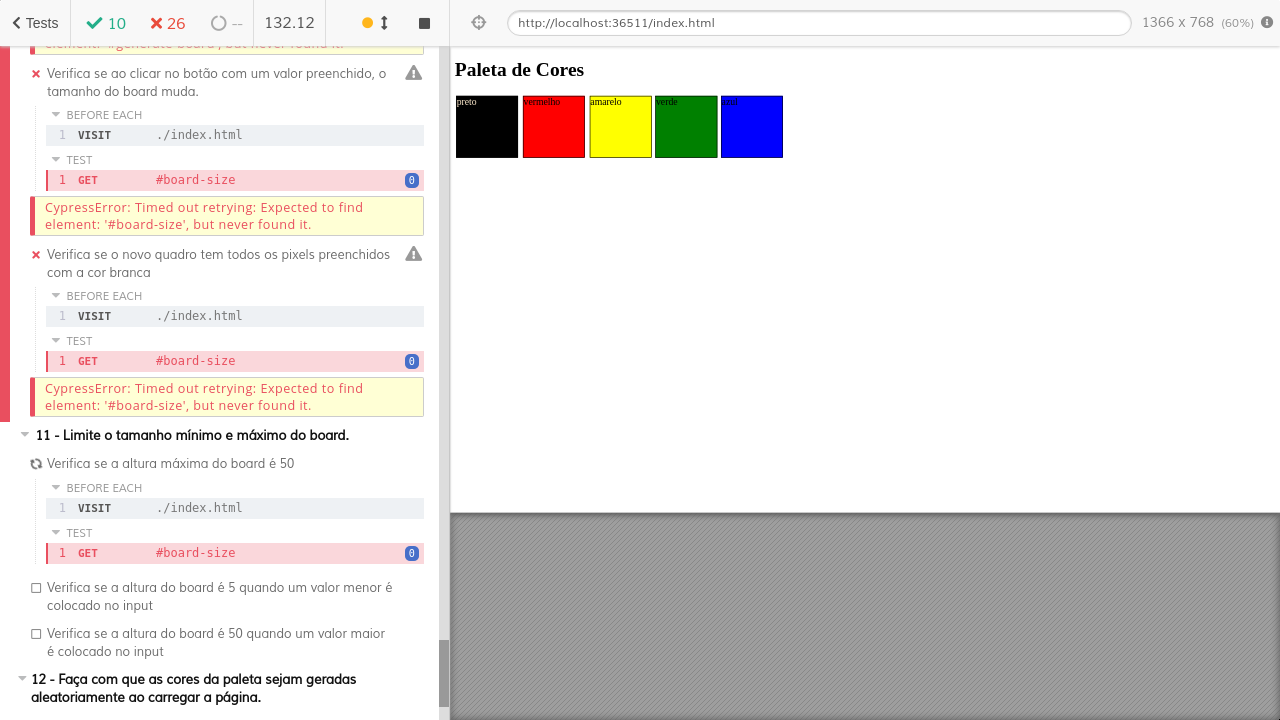 Tests
10
26
--
132.12
http://localhost:36511/index.html
1366 x 768 (60%)
element: '#generate-board', but never found it.
Verifica se ao clicar no botão com um valor preenchido, o
tamanho do board muda.
BEFORE EACH
1 VISIT ./index.html
TEST
1 GET #board-size 0
CypressError: Timed out retrying: Expected to find
element: '#board-size', but never found it.
Verifica se o novo quadro tem todos os pixels preenchidos
com a cor branca
BEFORE EACH
1 VISIT ./index.html
TEST
1 GET #board-size 0
CypressError: Timed out retrying: Expected to find
element: '#board-size', but never found it.
11 - Limite o tamanho mínimo e máximo do board.
Verifica se a altura máxima do board é 50
BEFORE EACH
1 VISIT ./index.html
TEST
1 GET #board-size 0
Verifica se a altura do board é 5 quando um valor menor é
colocado no input
Verifica se a altura do board é 50 quando um valor maior
é colocado no input
12 - Faça com que as cores da paleta sejam geradas
aleatoriamente ao carregar a página.
Paleta de Cores
preto
vermelho
amarelo
verde
azul